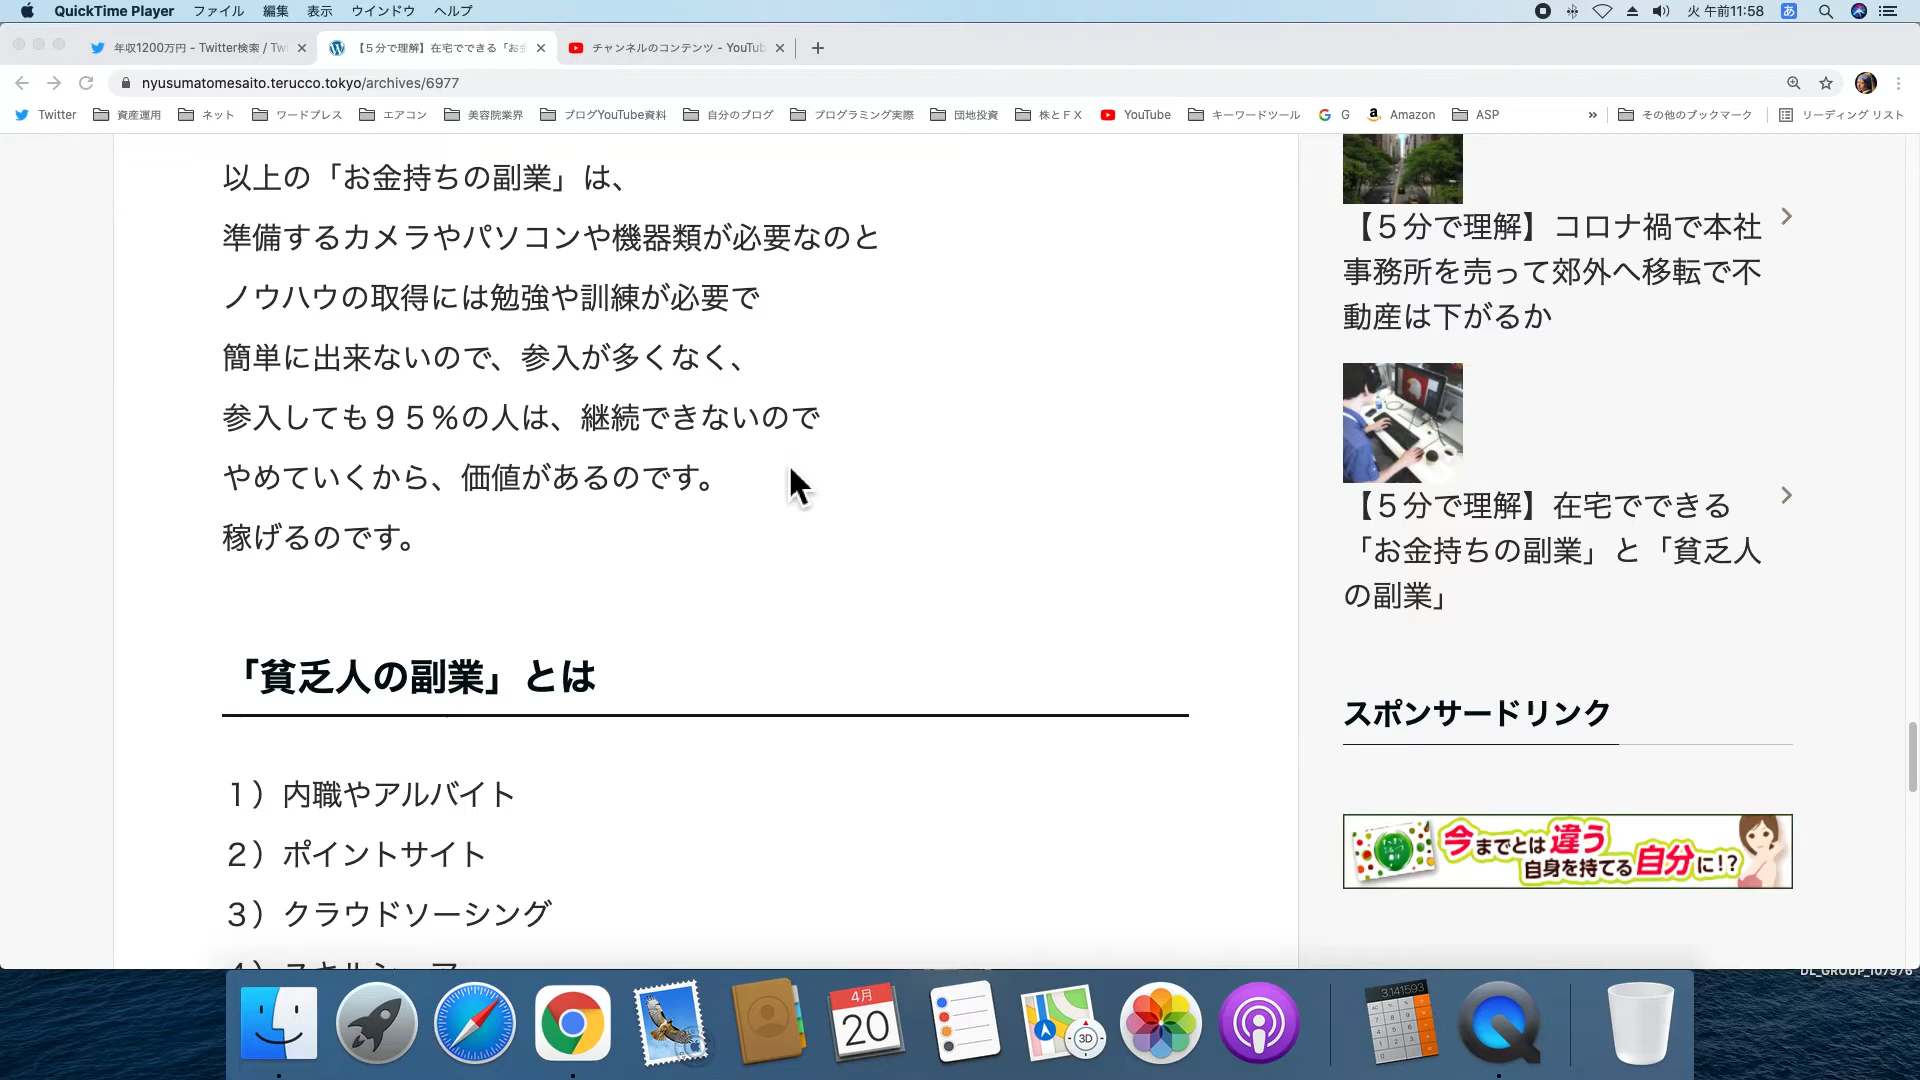 QuickTime Player ファイル 編集 表示 ウインドウ ヘルプ 火 午前11:58 あ
年収1200万円 - Twitter検索 / Tw
【５分で理解】在宅でできる「お金
チャンネルのコンテンツ - YouTub
nyusumatomesaito.terucco.tokyo/archives/6977
Twitter 資産運用 ネット ワードプレス エアコン 美容院業界 ブログYouTube資料 自分のブログ プログラミング実際 団地投資 株とＦＸ YouTube キーワードツール G Amazon ASP » その他のブックマーク リーディング リスト
以上の「お金持ちの副業」は、
準備するカメラやパソコンや機器類が必要なのと
ノウハウの取得には勉強や訓練が必要で
簡単に出来ないので、参入が多くなく、
参入しても９５％の人は、継続できないので
やめていくから、価値があるのです。
稼げるのです。
「貧乏人の副業」とは
１）内職やアルバイト
２）ポイントサイト
３）クラウドソーシング
【５分で理解】コロナ禍で本社
事務所を売って郊外へ移転で不
動産は下がるか
【５分で理解】在宅でできる
「お金持ちの副業」と「貧乏人
の副業」
スポンサードリンク
今までとは違う
自身を持てる自分に!?
DL_GROUP_107976
4月
20
3D
3.141593